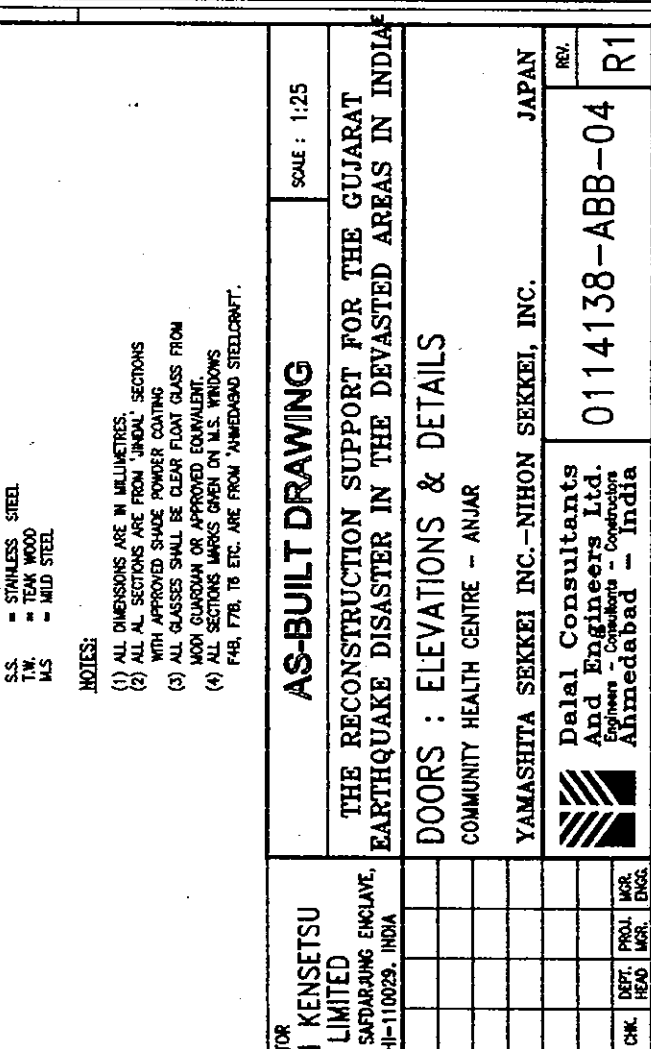 S.S. = STAINLESS STEEL
T.W. = TEAK WOOD
M.S = MILD STEEL
NOTES:
(1) ALL DIMENSIONS ARE IN MILLIMETRES.
(2) ALL AL. SECTIONS ARE FROM 'JINDAL' SECTIONS
WITH APPROVED SHADE POWDER COATING
(3) ALL GLASSES SHALL BE CLEAR FLOAT GLASS FROM
MODI GUARDIAN OR APPROVED EQUIVALENT.
(4) ALL SECTIONS MARKS GIVEN ON M.S. WINDOWS
F4B, F7B, T6 ETC. ARE FROM 'AHMEDABAD STEELCRAFT'.
TOR
KENSETSU
LIMITED
SAFDARJUNG ENCLAVE,
HI-110029. INDIA
AS-BUILT DRAWING
SCALE : 1:25
THE RECONSTRUCTION SUPPORT FOR THE GUJARAT
EARTHQUAKE DISASTER IN THE DEVASTED AREAS IN INDIA
DOORS : ELEVATIONS & DETAILS
COMMUNITY HEALTH CENTRE - ANJAR
YAMASHITA SEKKEI INC.-NIHON SEKKEI, INC. JAPAN
Dalal Consultants
And Engineers Ltd.
Engineers - Consultants - Constructors
Ahmedabad - India
0114138-ABB-04
REV.
R1
CHK.
DEPT. HEAD
PROJ. MGR.
MGR. ENGG.